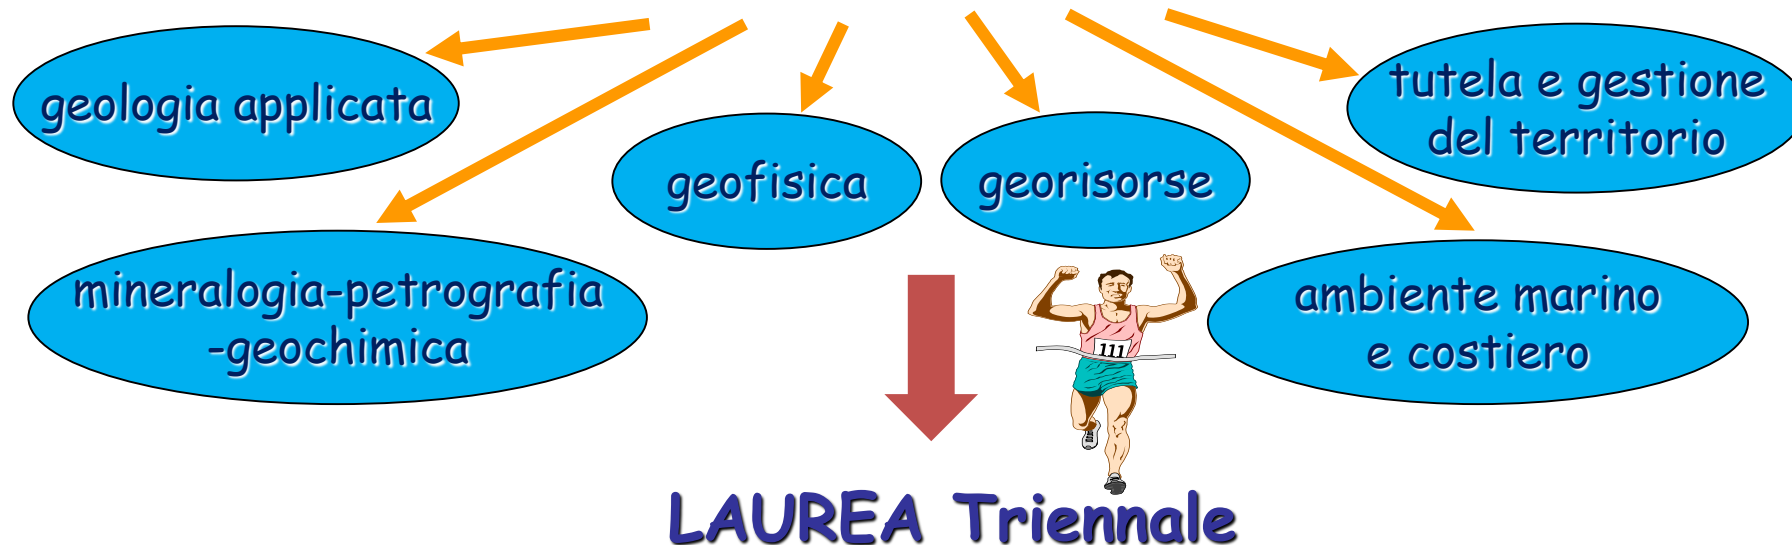 geologia applicata
tutela e gestione
del territorio
geofisica
georisorse
mineralogia-petrografia
-geochimica
ambiente marino
e costiero
111
LAUREA Triennale